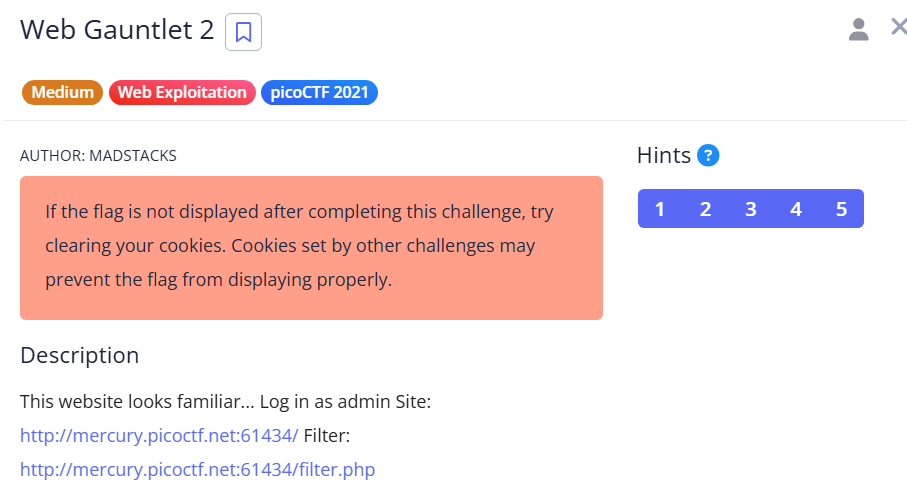 Web Gauntlet 2
Medium Web Exploitation picoCTF 2021
AUTHOR: MADSTACKS
If the flag is not displayed after completing this challenge, try
clearing your cookies. Cookies set by other challenges may
prevent the flag from displaying properly.
Hints ?
1 2 3 4 5
Description
This website looks familiar... Log in as admin Site:
http://mercury.picoctf.net:61434/ Filter:
http://mercury.picoctf.net:61434/filter.php